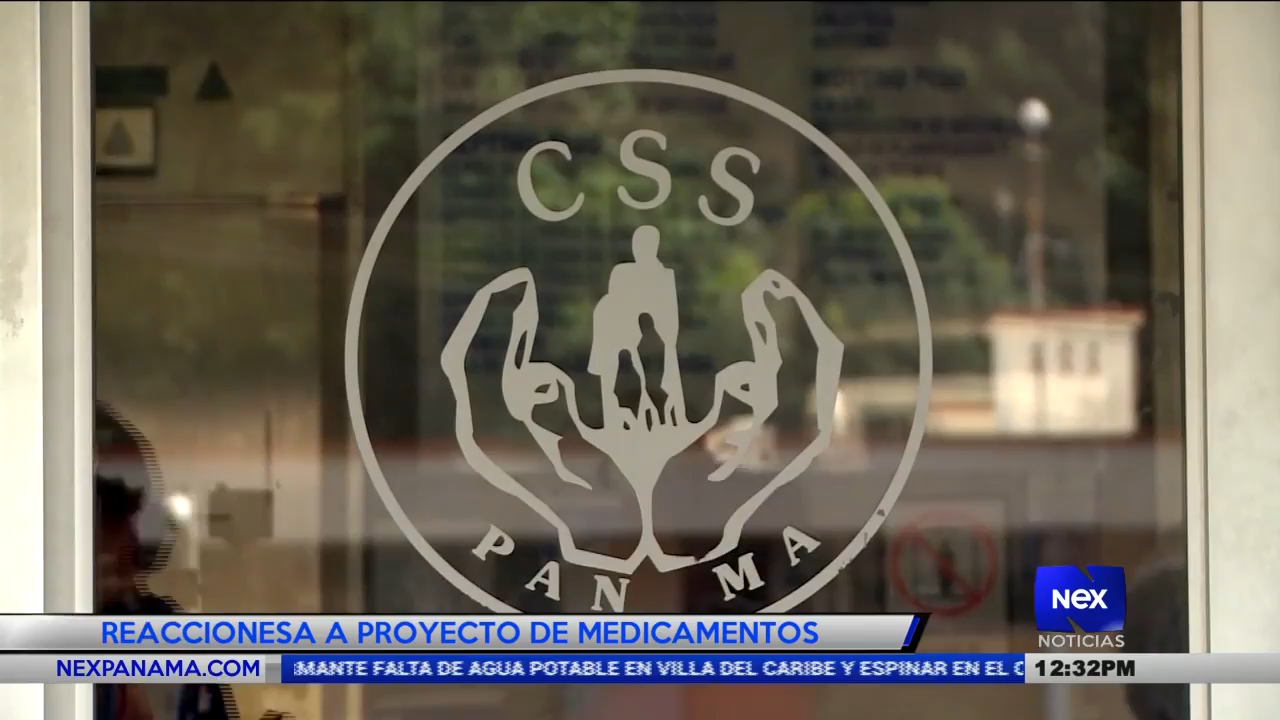 CSS
PAN MA
REACCIONESA A PROYECTO DE MEDICAMENTOS
nex
NOTICIAS
NEXPANAMA.COM
IMANTE FALTA DE AGUA POTABLE EN VILLA DEL CARIBE Y ESPINAR EN EL C
12:32PM